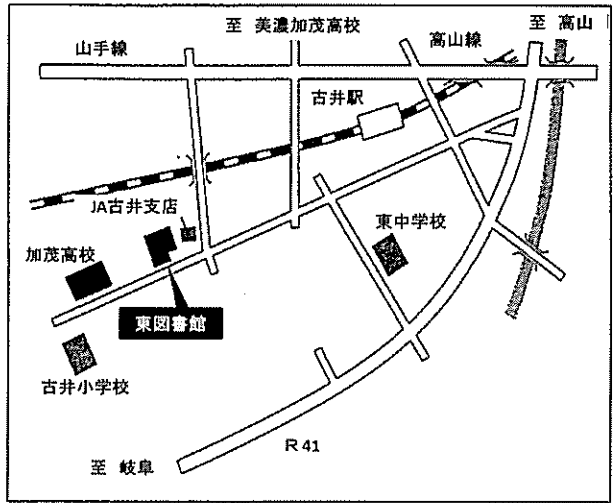 至 美濃加茂高校
至 高山
山手線
高山線
古井駅
JA古井支店
加茂高校
東中学校
東図書館
古井小学校
R 41
至 岐阜